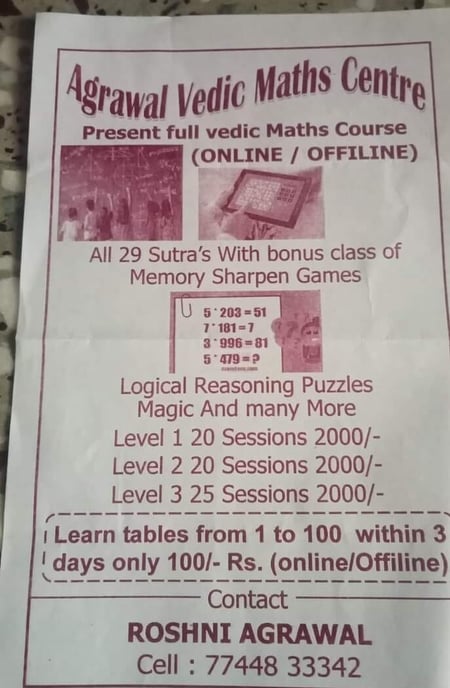 Agrawal Vedic Maths Centre
Present full vedic Maths Course
(ONLINE / OFFILINE)
All 29 Sutra's With bonus class of
Memory Sharpen Games
5 * 203 = 51
7 * 181 = 7
3 * 996 = 81
5 * 479 = ?
Logical Reasoning Puzzles
Magic And many More
Level 1 20 Sessions 2000/-
Level 2 20 Sessions 2000/-
Level 3 25 Sessions 2000/-
Learn tables from 1 to 100 within 3
days only 100/- Rs. (online/Offiline)
Contact
ROSHNI AGRAWAL
Cell : 77448 33342